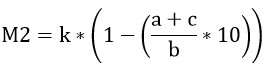 M2 = k * (1 − ((a + c)/b * 10))